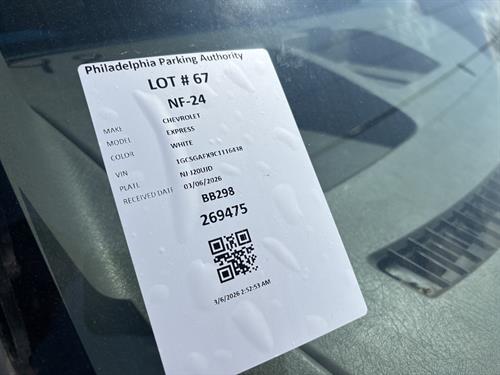 Philadelphia Parking Authority
LOT # 67
NF-24
MAKE CHEVROLET
MODEL EXPRESS
COLOR WHITE
VIN 1GCSGAFX9C1116438
PLATE NJ J20UJD
RECEIVED DATE 03/06/2026
BB298
269475
3/6/2026 2:52:53 AM